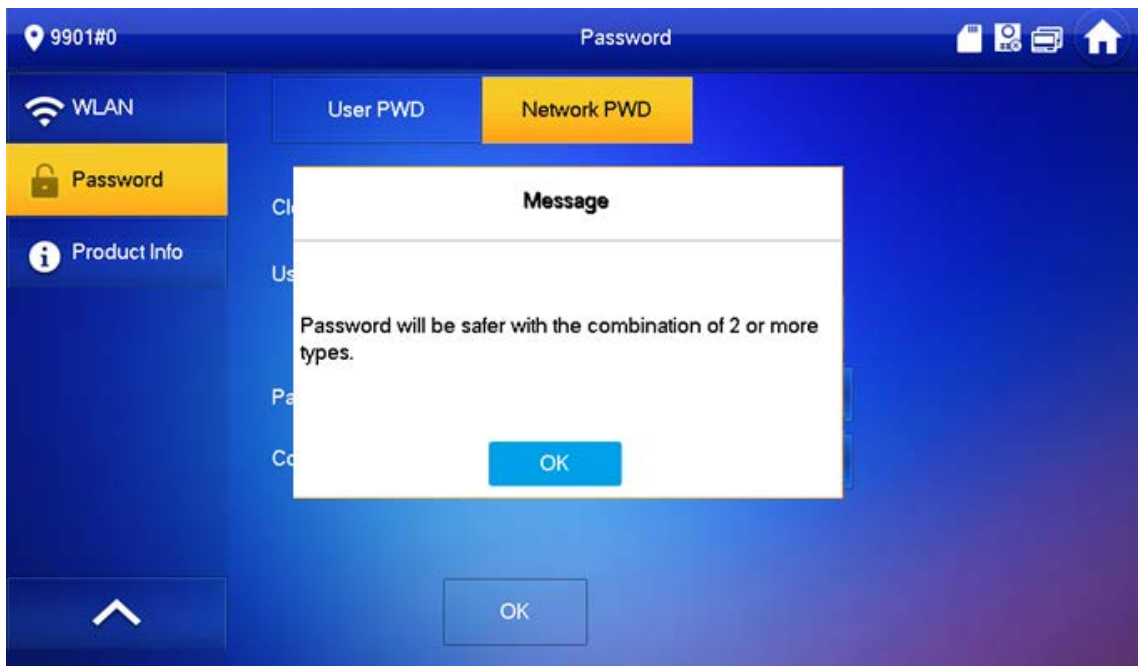 9901#0
Password
WLAN
User PWD
Network PWD
Password
Message
Product Info
Password will be safer with the combination of 2 or more
types.
OK
OK